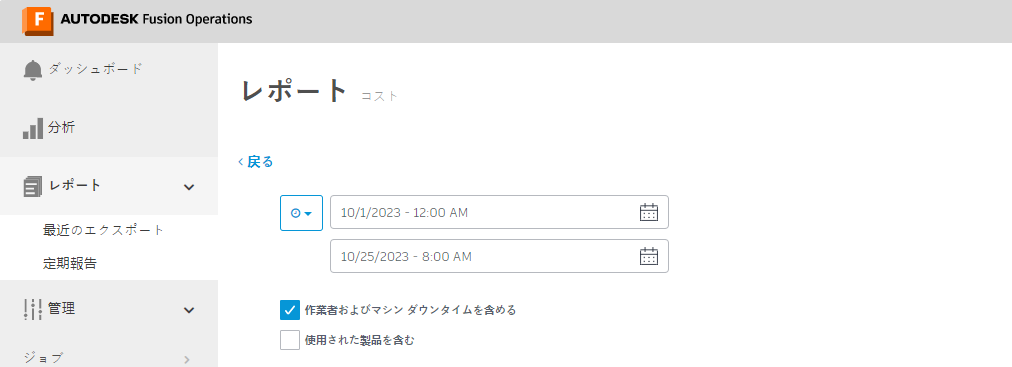 F AUTODESK Fusion Operations
ダッシュボード
分析
レポート
最近のエクスポート
定期報告
管理
ジョブ
レポート コスト
戻る
10/1/2023 - 12:00 AM
10/25/2023 - 8:00 AM
作業者およびマシン ダウンタイムを含める
使用された製品を含む